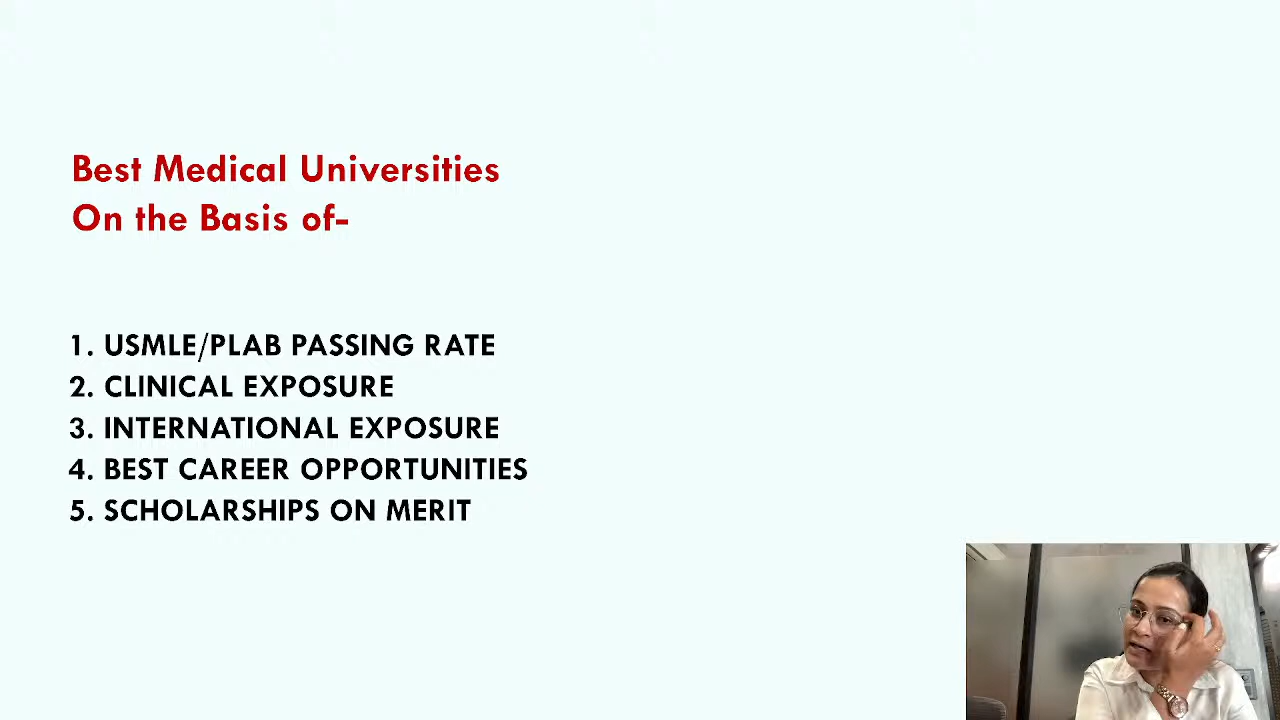 Best Medical Universities
On the Basis of-
1. USMLE/PLAB PASSING RATE
2. CLINICAL EXPOSURE
3. INTERNATIONAL EXPOSURE
4. BEST CAREER OPPORTUNITIES
5. SCHOLARSHIPS ON MERIT